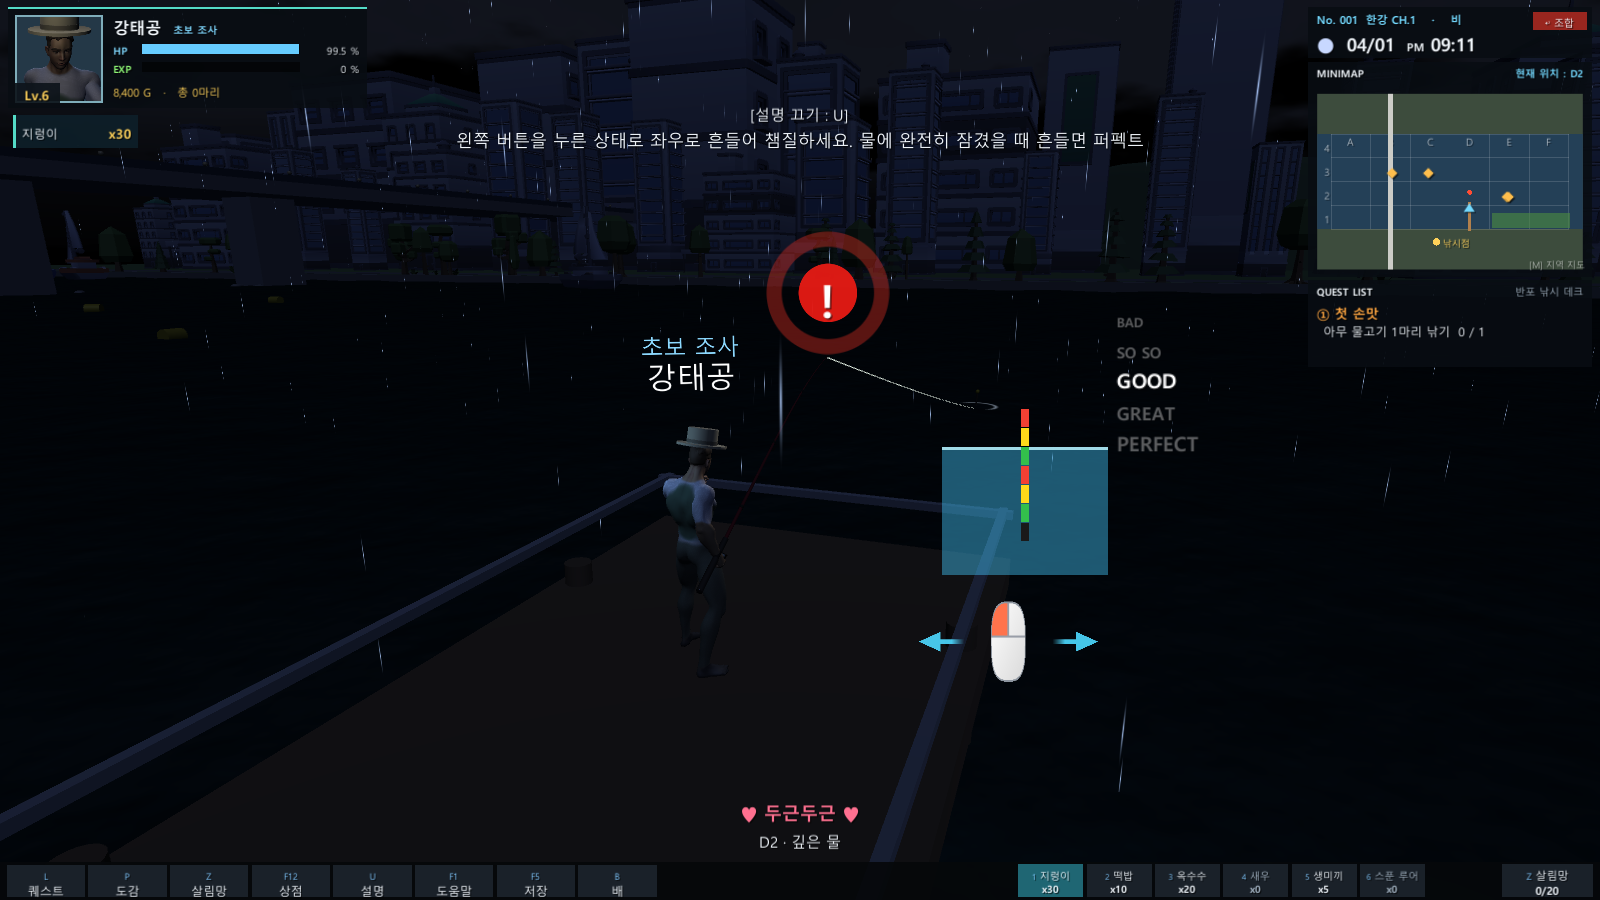 강태공 초보 조사
HP 99.5 %
EXP 0 %
Lv.6
8,400 G · 총 0마리
지렁이 x30
[설명 끄기 : U]
왼쪽 버튼을 누른 상태로 좌우로 흔들어 챔질하세요. 물에 완전히 잠겼을 때 흔들면 퍼펙트
No. 001 한강 CH.1 · 비
조합
04/01 PM 09:11
MINIMAP 현재 위치 : D2
A C D E F
4
3
2
1
낚시점
[M] 지역 지도
QUEST LIST 반포 낚시 데크
① 첫 손맛
아무 물고기 1마리 낚기 0 / 1
!
초보 조사
강태공
BAD
SO SO
GOOD
GREAT
PERFECT
♥ 두근두근 ♥
D2 · 깊은 물
L 퀘스트
P 도감
Z 살림망
F12 상점
U 설명
F1 도움말
F5 저장
B 배
1 지렁이 x30
2 떡밥 x10
3 옥수수 x20
4 새우 x0
5 생미끼 x5
6 스푼 루어 x0
Z 살림망 0/20